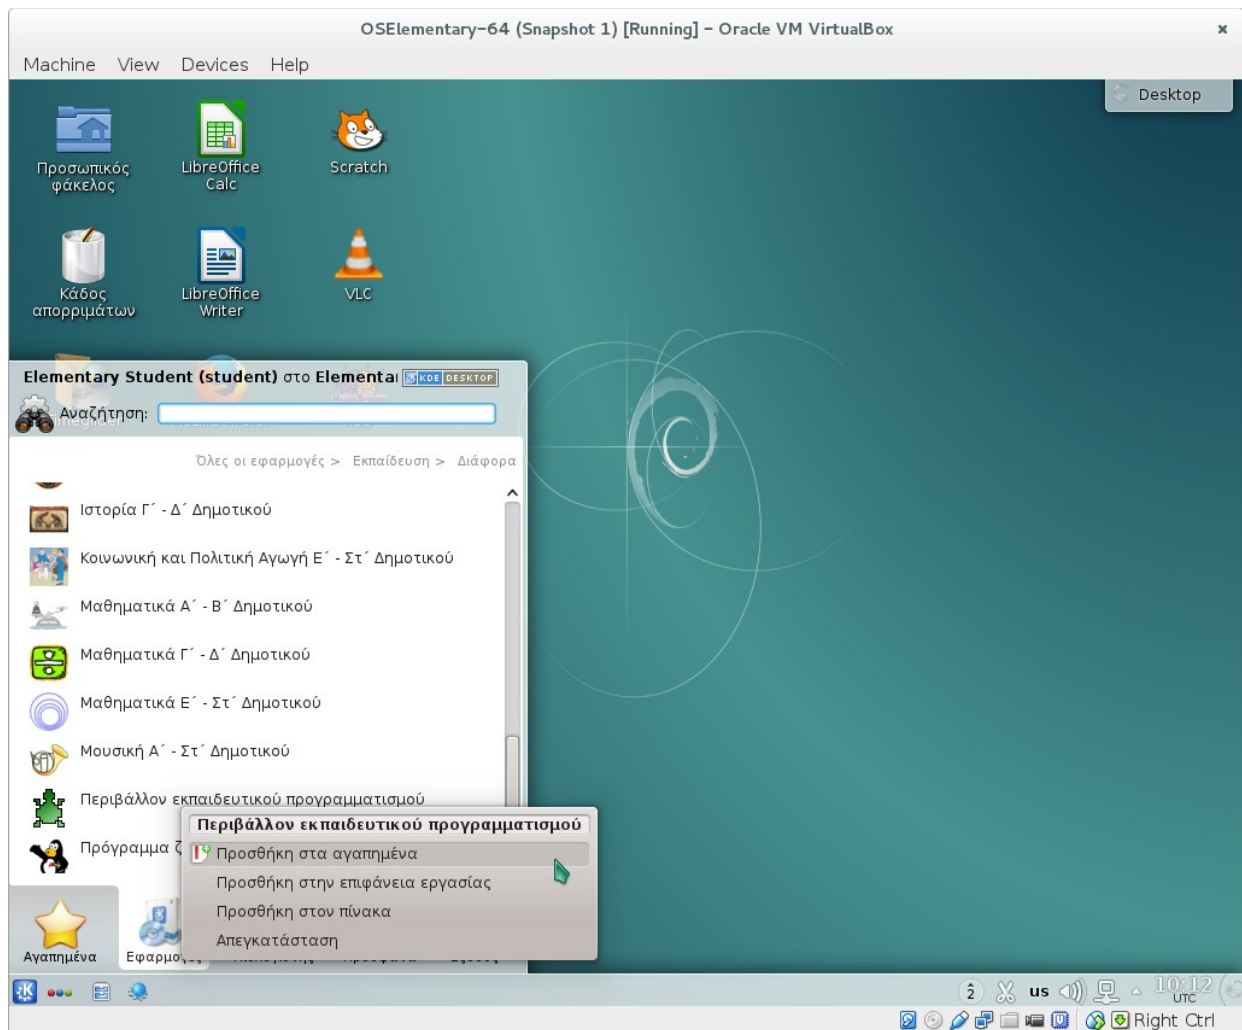 OSElementary-64 (Snapshot 1) [Running] - Oracle VM VirtualBox
Machine View Devices Help
Desktop
Προσωπικός
φάκελος
LibreOffice
Calc
Scratch
Κάδος
απορριμάτων
LibreOffice
Writer
VLC
Elementary Student (student) στο Elementa
KDE DESKTOP
Αναζήτηση:
Όλες οι εφαρμογές > Εκπαίδευση > Διάφορα
Ιστορία Γ΄ - Δ΄ Δημοτικού
Κοινωνική και Πολιτική Αγωγή Ε΄ - Στ΄ Δημοτικού
Μαθηματικά Α΄ - Β΄ Δημοτικού
Μαθηματικά Γ΄ - Δ΄ Δημοτικού
Μαθηματικά Ε΄ - Στ΄ Δημοτικού
Μουσική Α΄ - Στ΄ Δημοτικού
Περιβάλλον εκπαιδευτικού προγραμματισμού
Πρόγραμμα
Περιβάλλον εκπαιδευτικού προγραμματισμού
Προσθήκη στα αγαπημένα
Προσθήκη στην επιφάνεια εργασίας
Προσθήκη στον πίνακα
Απεγκατάσταση
Αγαπημένα
Εφαρμογές
2
us
10:12
UTC
Right Ctrl